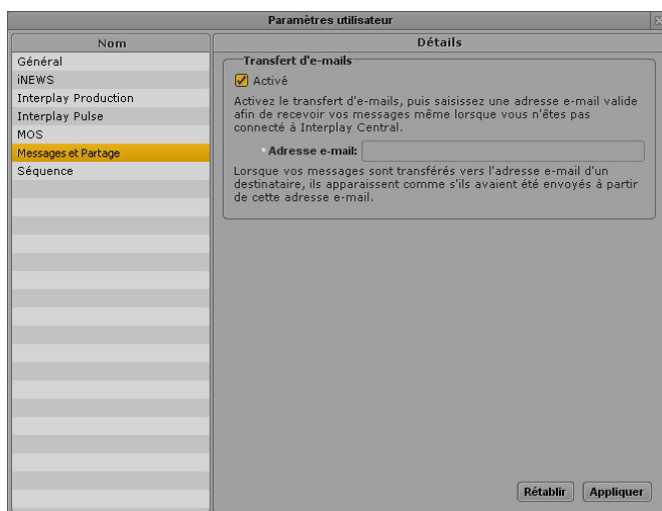 Paramètres utilisateur
Nom
Général
iNEWS
Interplay Production
Interplay Pulse
MOS
Messages et Partage
Séquence
Détails
Transfert d'e-mails
Activé
Activez le transfert d'e-mails, puis saisissez une adresse e-mail valide
afin de recevoir vos messages même lorsque vous n'êtes pas
connecté à Interplay Central.
Adresse e-mail:
Lorsque vos messages sont transférés vers l'adresse e-mail d'un
destinataire, ils apparaissent comme s'ils avaient été envoyés à partir
de cette adresse e-mail.
Rétablir
Appliquer